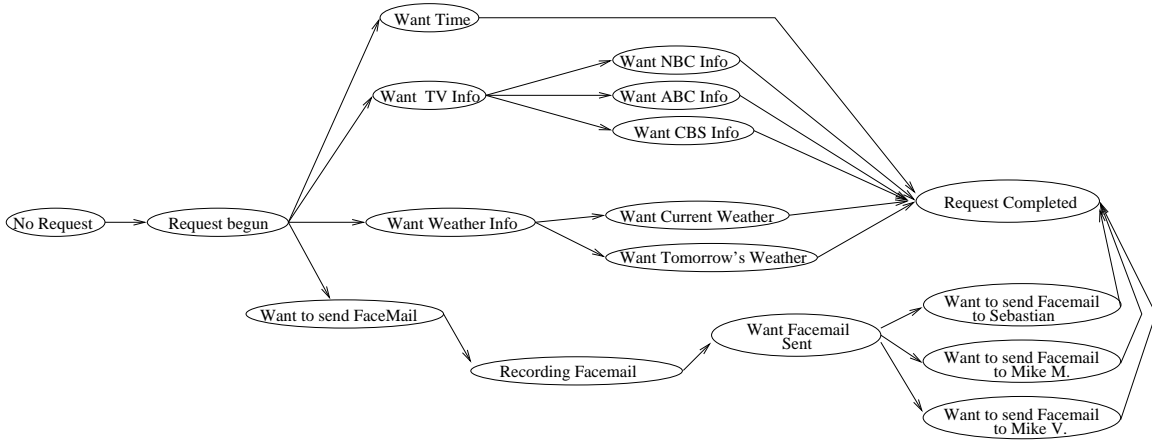 Want Time
Want NBC Info
Want TV Info
Want ABC Info
Want CBS Info
Request Completed
No Request
Request begun
Want Weather Info
Want Current Weather
Want Tomorrow's Weather
Want to send FaceMail
Want to send Facemail
to Sebastian
Want Facemail
Sent
Recording Facemail
Want to send Facemail
to Mike M.
Want to send Facemail
to Mike V.